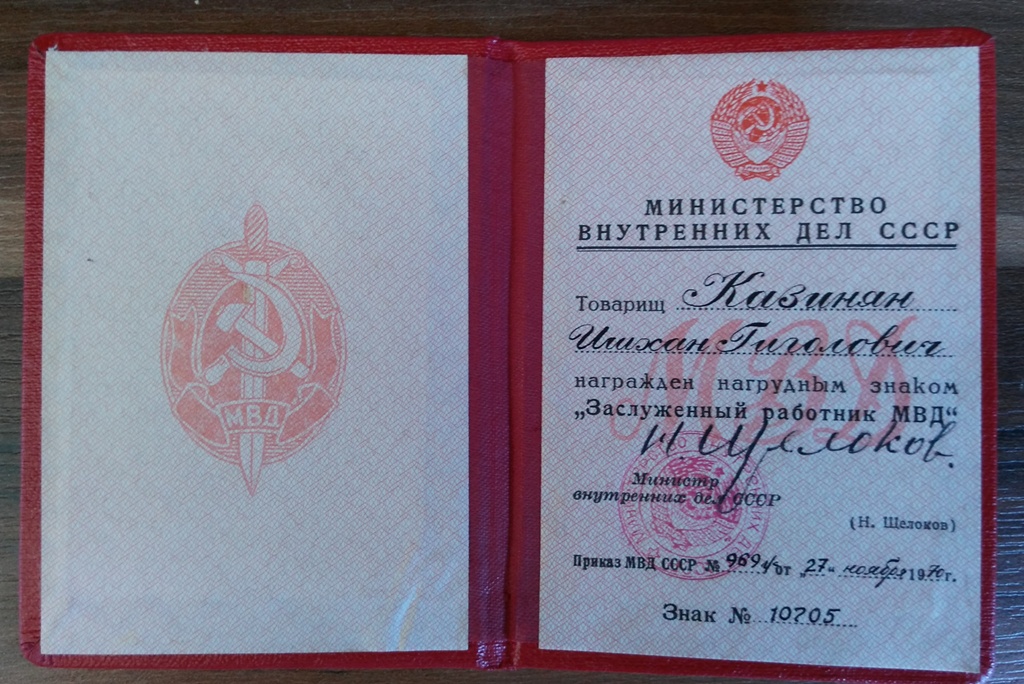 МВД
МИНИСТЕРСТВО
ВНУТРЕННИХ ДЕЛ СССР
Товарищ Казинян
Ишхан Гиголович
МВД
награжден нагрудным знаком
„Заслуженный работник МВД“
Н. Щелоков.
Министр
внутренних дел СССР
(Н. Щелоков)
Приказ МВД СССР № 969 л/с от „27“ ноября 1970 г.
Знак № 10705